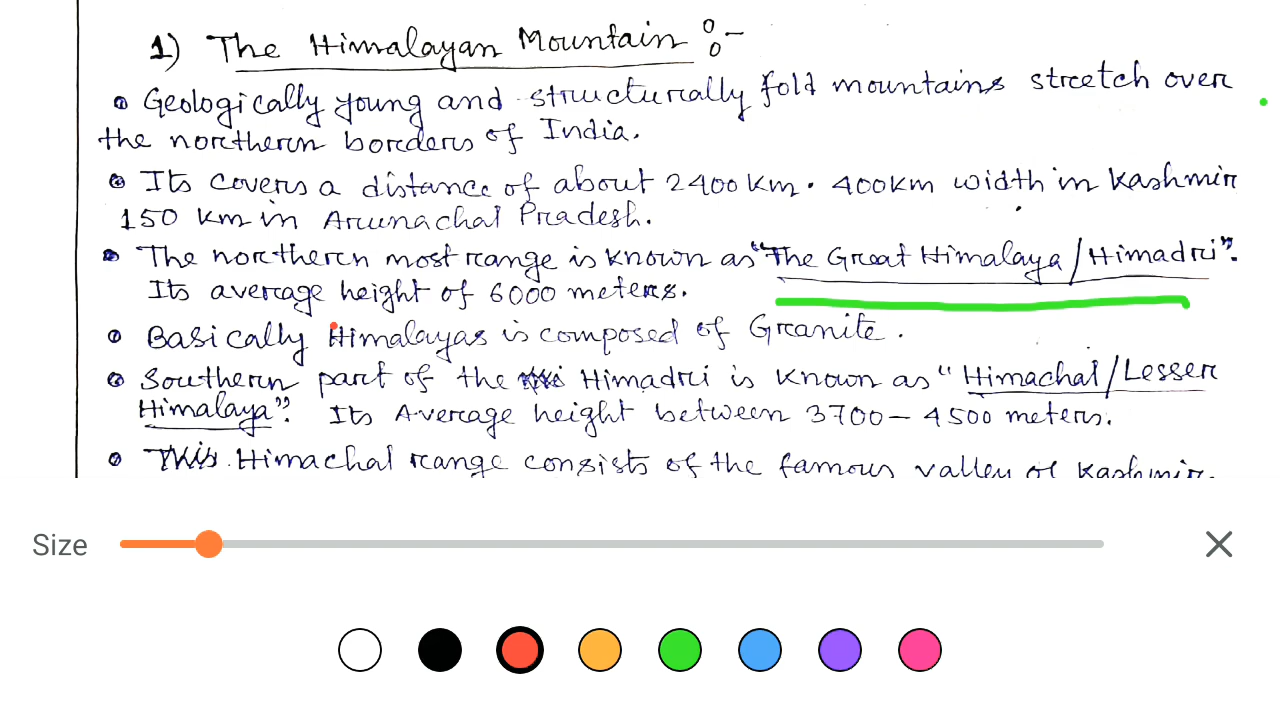 1) The Himalayan Mountain :-
Geologically young and structurally fold mountains stretch over
the northern borders of India.
Its covers a distance of about 2400 km. 400km width in Kashmir
150 km in Arunachal Pradesh.
The northern most range is known as "The Great Himalaya/Himadri".
Its average height of 6000 meters.
Basically Himalayas is composed of Granite.
Southern part of the Himadri is known as "Himachal/Lesser
Himalaya". Its Average height between 3700-4500 meters.
This Himachal range consists of the famous valley of Kashmir.
Size